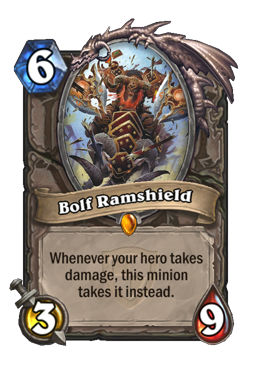 6
Bolf Ramshield
Whenever your hero takes
damage, this minion
takes it instead.
3
9